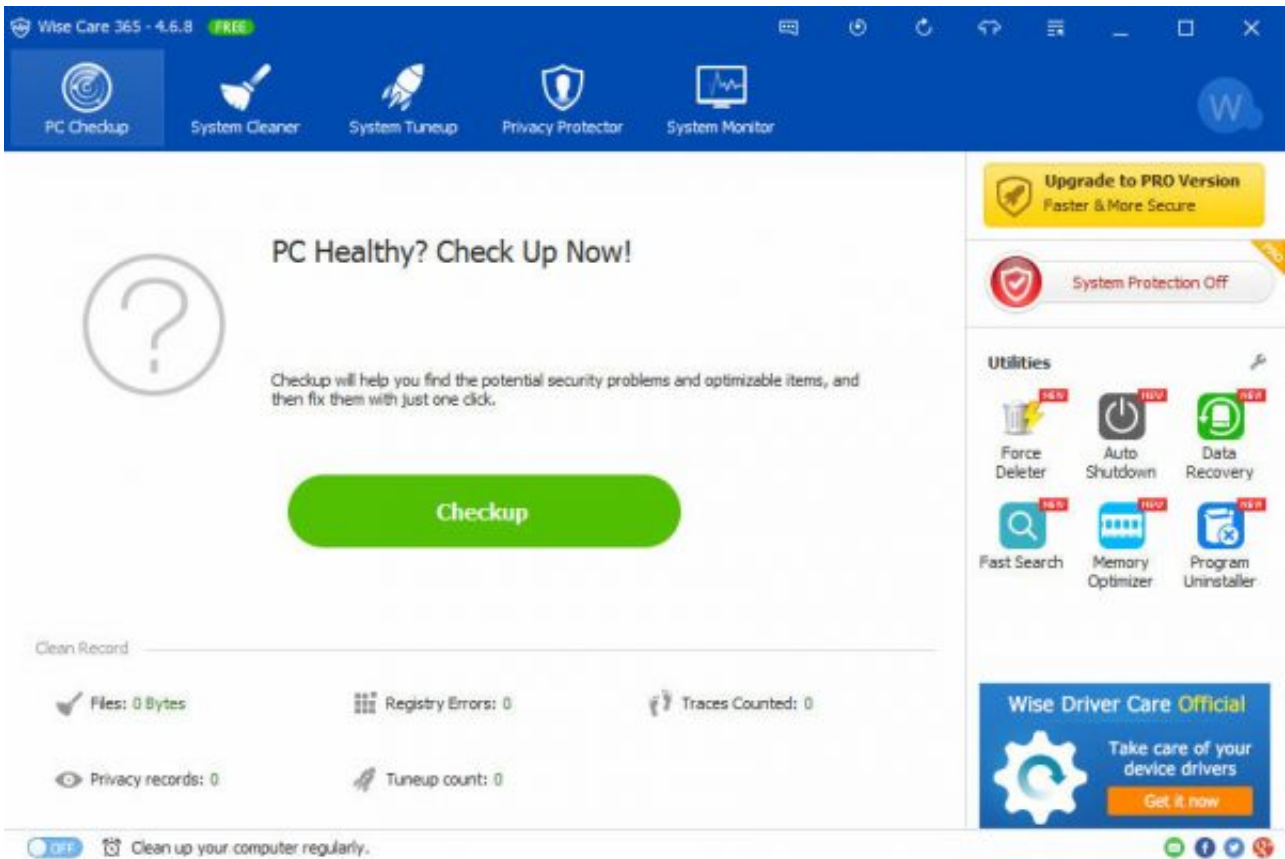 Wise Care 365 - 4.6.8 FREE
PC Checkup
System Cleaner
System Tuneup
Privacy Protector
System Monitor
W
PC Healthy? Check Up Now!
Checkup will help you find the potential security problems and optimizable items, and
then fix them with just one click.
Checkup
Clean Record
Files: 0 Bytes
Registry Errors: 0
Traces Counted: 0
Privacy records: 0
Tuneup count: 0
OFF Clean up your computer regularly.
Upgrade to PRO Version
Faster & More Secure
PRO
System Protection Off
Utilities
NEW
NEW
NEW
Force
Deleter
Auto
Shutdown
Data
Recovery
NEW
NEW
NEW
Fast Search
Memory
Optimizer
Program
Uninstaller
Wise Driver Care Official
Take care of your
device drivers
Get it now